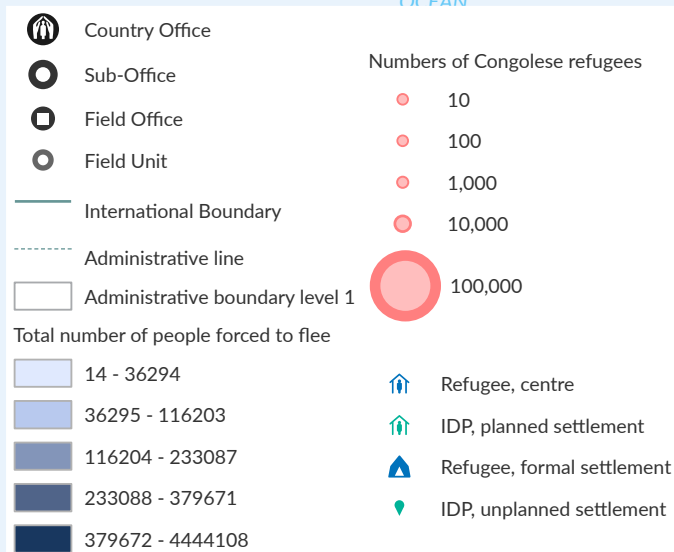 OCEAN
Country Office
Sub-Office
Field Office
Field Unit
International Boundary
Administrative line
Administrative boundary level 1
Total number of people forced to flee
14 - 36294
36295 - 116203
116204 - 233087
233088 - 379671
379672 - 4444108
Numbers of Congolese refugees
10
100
1,000
10,000
100,000
Refugee, centre
IDP, planned settlement
Refugee, formal settlement
IDP, unplanned settlement